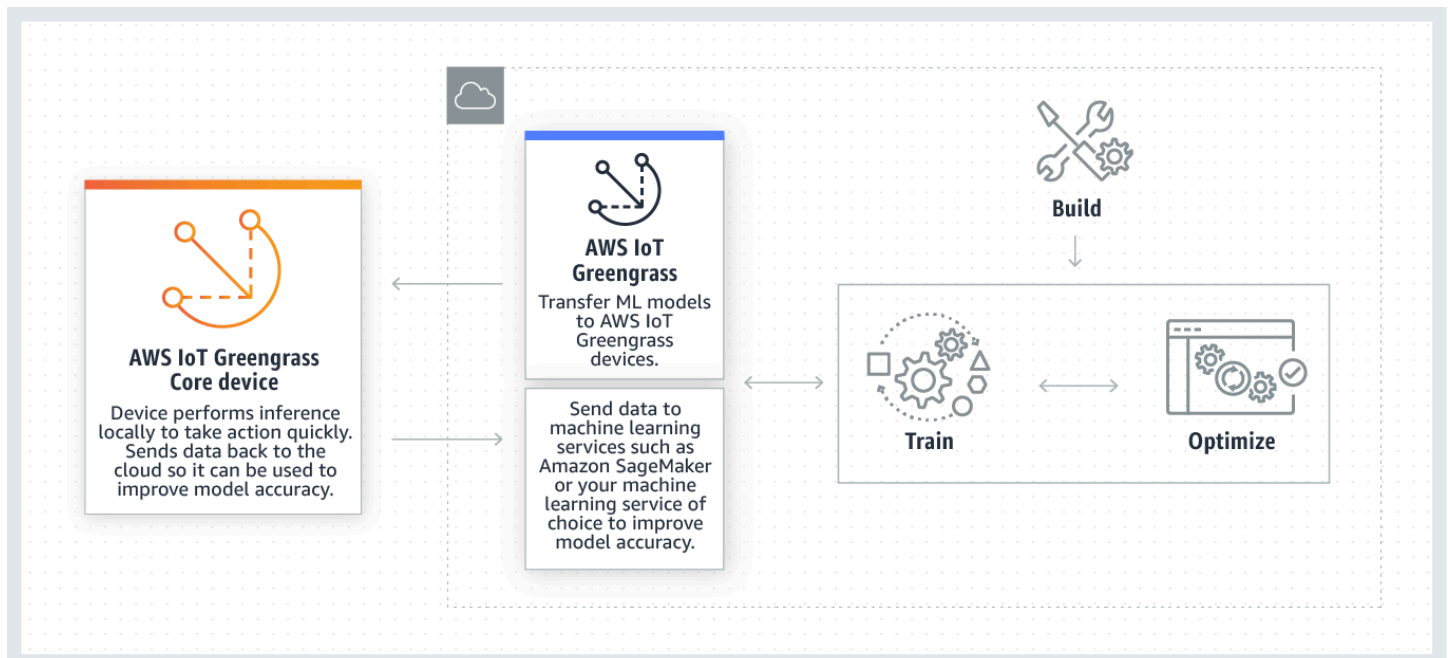 AWS IoT Greengrass
Core device
Device performs inference
locally to take action quickly.
Sends data back to the
cloud so it can be used to
improve model accuracy.
AWS IoT
Greengrass
Transfer ML models
to AWS IoT
Greengrass
devices.
Send data to
machine learning
services such as
Amazon SageMaker
or your machine
learning service of
choice to improve
model accuracy.
Build
Train
Optimize